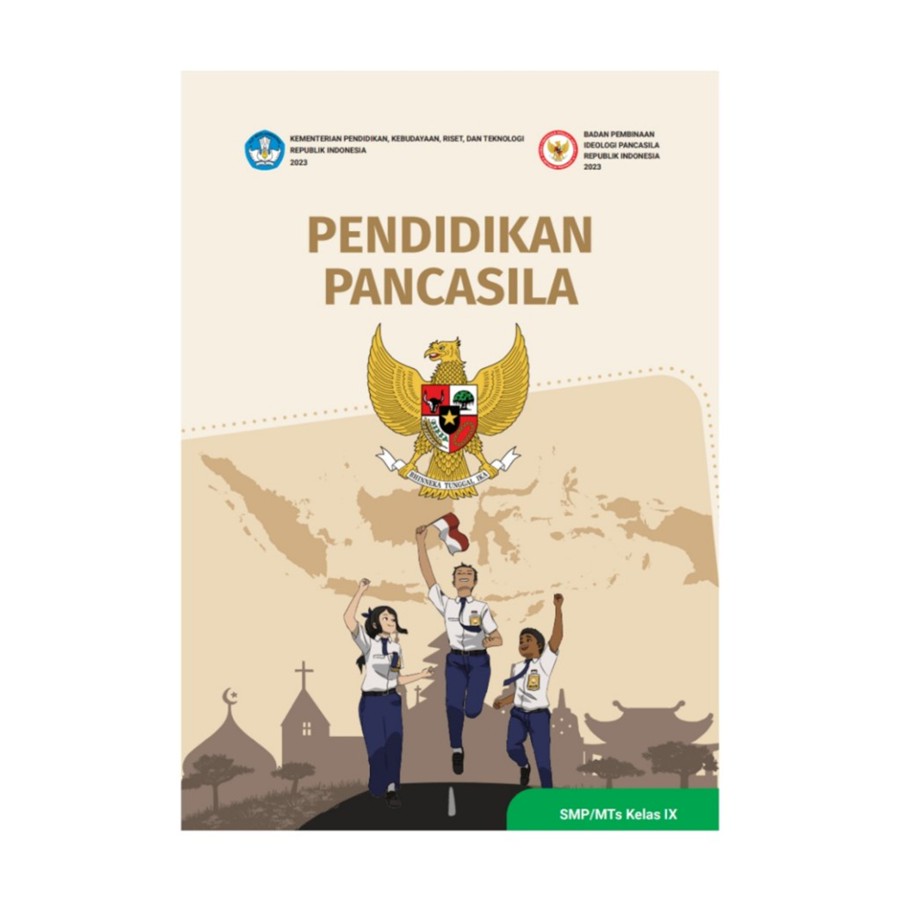 KEMENTERIAN PENDIDIKAN, KEBUDAYAAN, RISET, DAN TEKNOLOGI
REPUBLIK INDONESIA
2023
BADAN PEMBINAAN
IDEOLOGI PANCASILA
REPUBLIK INDONESIA
2023
PENDIDIKAN
PANCASILA
BHINNEKA TUNGGAL IKA
SMP/MTs Kelas IX